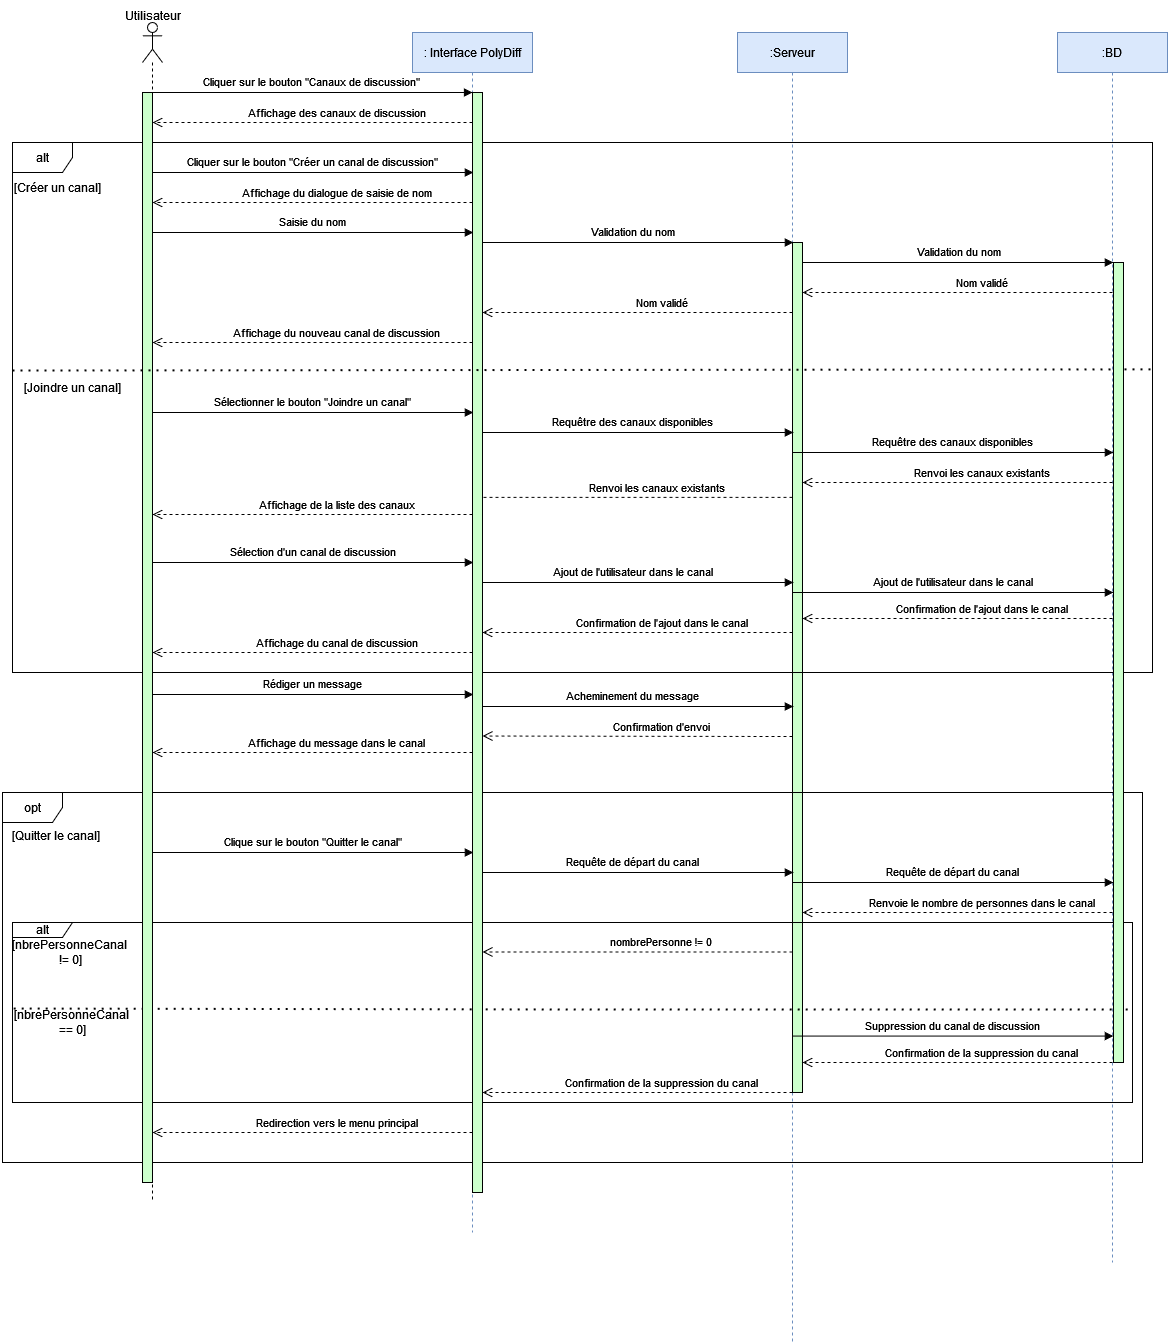 Utilisateur
: Interface PolyDiff
:Serveur
:BD
Cliquer sur le bouton "Canaux de discussion"
Affichage des canaux de discussion
alt
Cliquer sur le bouton "Créer un canal de discussion"
[Créer un canal]
Affichage du dialogue de saisie de nom
Saisie du nom
Validation du nom
Validation du nom
Nom validé
Nom validé
Affichage du nouveau canal de discussion
[Joindre un canal]
Sélectionner le bouton "Joindre un canal"
Requêtre des canaux disponibles
Requêtre des canaux disponibles
Renvoi les canaux existants
Renvoi les canaux existants
Affichage de la liste des canaux
Sélection d'un canal de discussion
Ajout de l'utilisateur dans le canal
Ajout de l'utilisateur dans le canal
Confirmation de l'ajout dans le canal
Confirmation de l'ajout dans le canal
Affichage du canal de discussion
Rédiger un message
Acheminement du message
Confirmation d'envoi
Affichage du message dans le canal
opt
[Quitter le canal]
Clique sur le bouton "Quitter le canal"
Requête de départ du canal
Requête de départ du canal
Renvoie le nombre de personnes dans le canal
alt
[nbrePersonneCanal
!= 0]
nombrePersonne != 0
[nbrePersonneCanal
== 0]
Suppression du canal de discussion
Confirmation de la suppression du canal
Confirmation de la suppression du canal
Redirection vers le menu principal